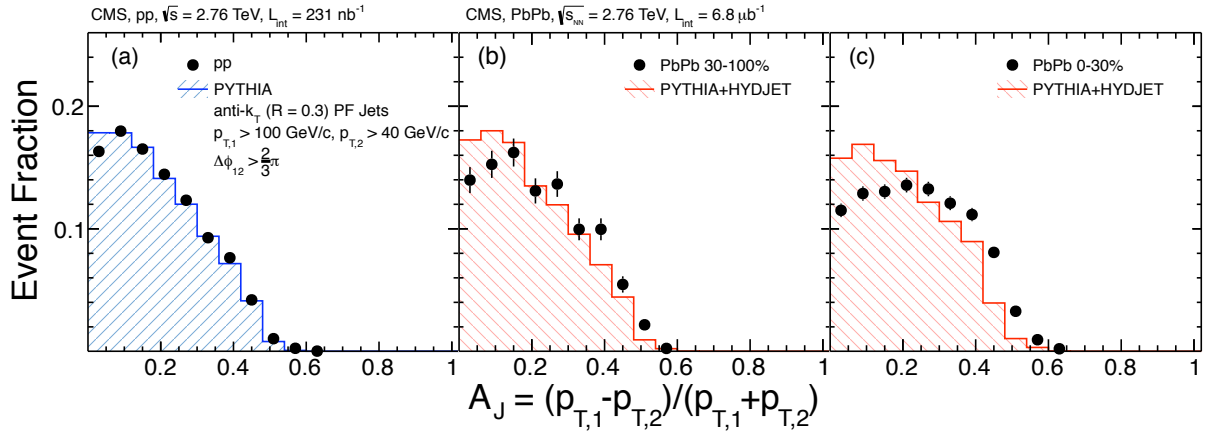 CMS, pp, √s = 2.76 TeV, L_int = 231 nb⁻¹
CMS, PbPb, √s_NN = 2.76 TeV, L_int = 6.8 μb⁻¹
(a)
pp
PYTHIA
anti-k_T (R = 0.3) PF Jets
p_T,1 > 100 GeV/c, p_T,2 > 40 GeV/c
Δϕ_12 > 2/3 π
(b)
PbPb 30-100%
PYTHIA+HYDJET
(c)
PbPb 0-30%
PYTHIA+HYDJET
Event Fraction
0.2
0.1
0.2 0.4 0.6 0.8 1
0.2 0.4 0.6 0.8 1
0.2 0.4 0.6 0.8 1
A_J = (p_T,1-p_T,2)/(p_T,1+p_T,2)